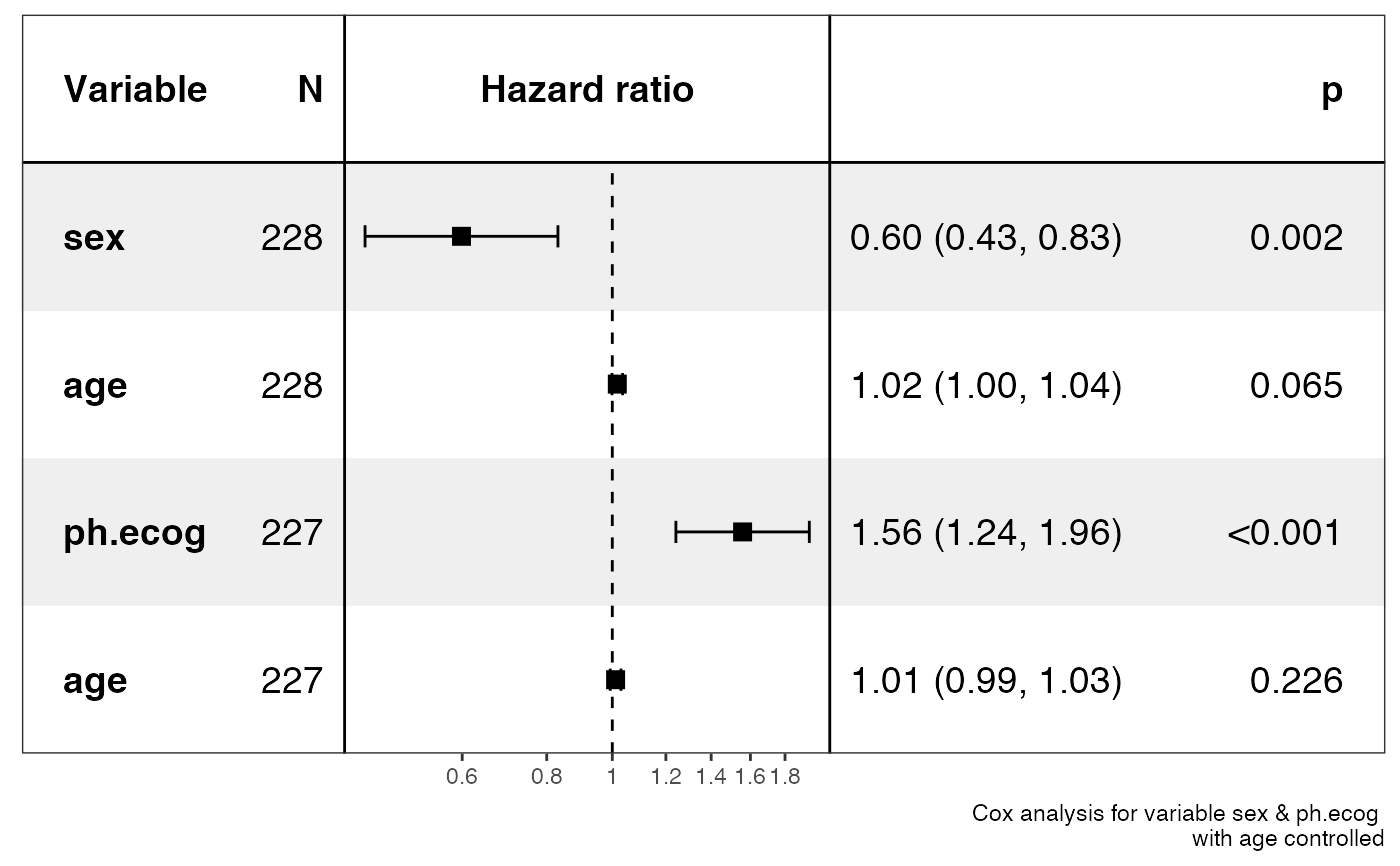 Variable N Hazard ratio p
sex 228 0.60 (0.43, 0.83) 0.002
age 228 1.02 (1.00, 1.04) 0.065
ph.ecog 227 1.56 (1.24, 1.96) <0.001
age 227 1.01 (0.99, 1.03) 0.226
0.6 0.8 1 1.2 1.4 1.6 1.8
Cox analysis for variable sex & ph.ecog
with age controlled